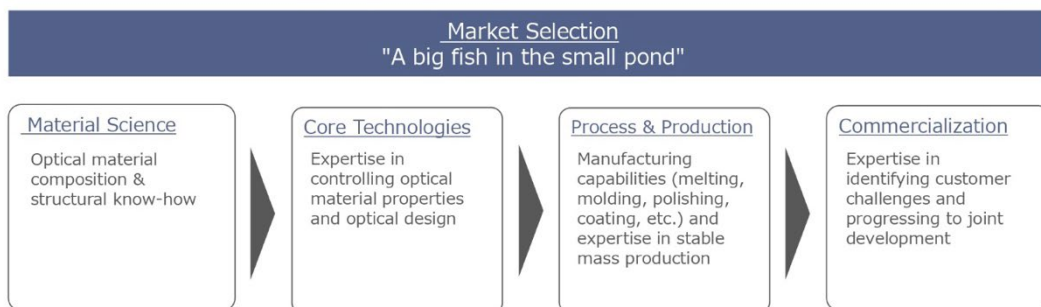 Market Selection
"A big fish in the small pond"
Material Science
Optical material
composition &
structural know-how
Core Technologies
Expertise in
controlling optical
material properties
and optical design
Process & Production
Manufacturing
capabilities (melting,
molding, polishing,
coating, etc.) and
expertise in stable
mass production
Commercialization
Expertise in
identifying customer
challenges and
progressing to joint
development